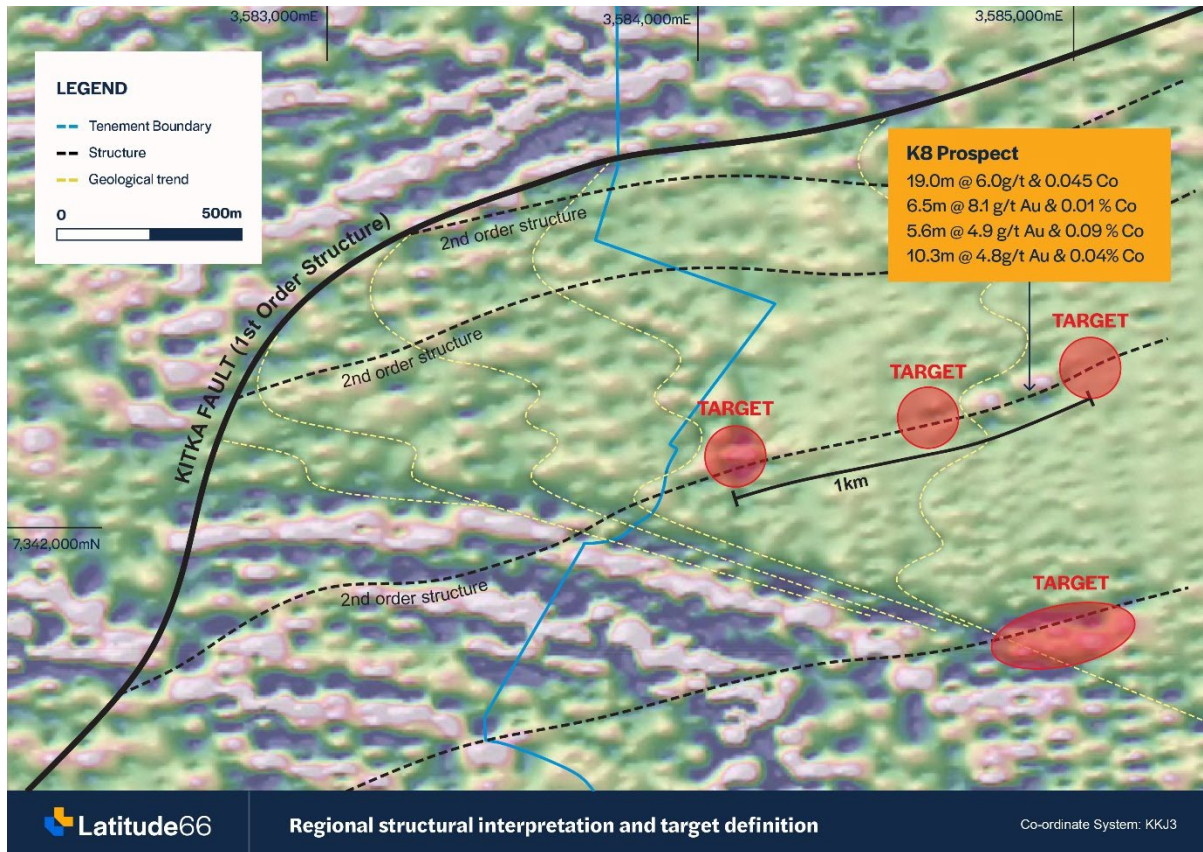 3,583,000mE
3,584,000mE
3,585,000mE
LEGEND
Tenement Boundary
Structure
Geological trend
0 500m
K8 Prospect
19.0m @ 6.0g/t & 0.045 Co
6.5m @ 8.1 g/t Au & 0.01 % Co
5.6m @ 4.9 g/t Au & 0.09 % Co
10.3m @ 4.8g/t Au & 0.04% Co
KITKA FAULT (1st Order Structure)
2nd order structure
2nd order structure
TARGET
TARGET
TARGET
1km
7,342,000mN
2nd order structure
TARGET
Latitude66
Regional structural interpretation and target definition
Co-ordinate System: KKJ3